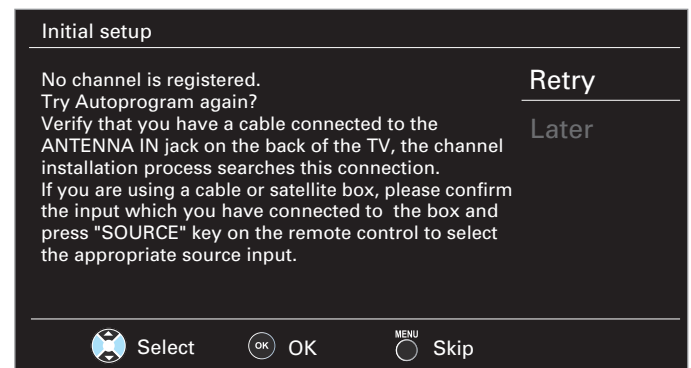 Initial setup
No channel is registered.
Try Autoprogram again?
Verify that you have a cable connected to the
ANTENNA IN jack on the back of the TV, the channel
installation process searches this connection.
If you are using a cable or satellite box, please confirm
the input which you have connected to the box and
press "SOURCE" key on the remote control to select
the appropriate source input.
Retry
Later
Select
OK OK
MENU Skip